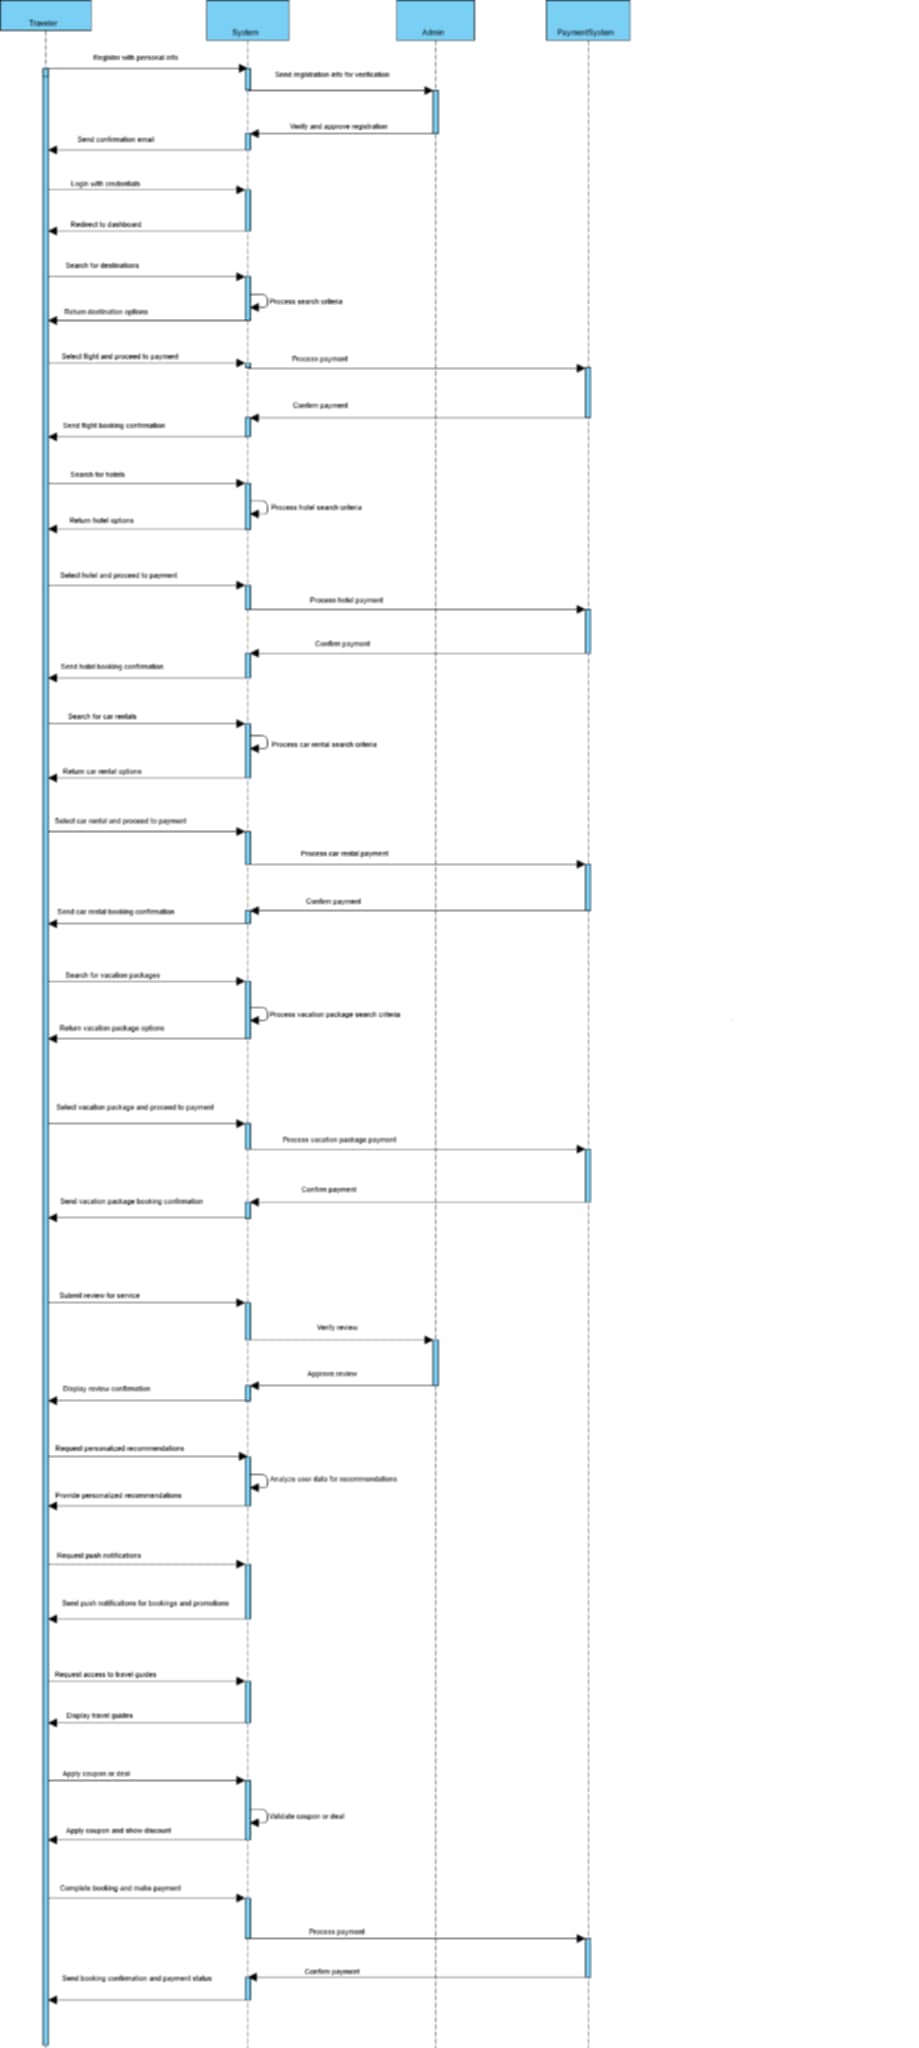 Traveler
System
Admin
PaymentSystem
Register with personal info
Send registration info for verification
Verify and approve registration
Send confirmation email
Login with credentials
Redirect to dashboard
Search for destinations
Process search criteria
Return destination options
Select flight and proceed to payment
Process payment
Confirm payment
Send flight booking confirmation
Search for hotels
Process hotel search criteria
Return hotel options
Select hotel and proceed to payment
Process hotel payment
Confirm payment
Send hotel booking confirmation
Search for car rentals
Process car rental search criteria
Return car rental options
Select car rental and proceed to payment
Process car rental payment
Confirm payment
Send car rental booking confirmation
Search for vacation packages
Process vacation package search criteria
Return vacation package options
Select vacation package and proceed to payment
Process vacation package payment
Confirm payment
Send vacation package booking confirmation
Submit review for service
Verify review
Approve review
Display review confirmation
Request personalized recommendations
Analyze user data for recommendations
Provide personalized recommendations
Request push notifications
Send push notifications for bookings and promotions
Request access to travel guides
Display travel guides
Apply coupon or deal
Validate coupon or deal
Apply coupon and show discount
Complete booking and make payment
Process payment
Confirm payment
Send booking confirmation and payment status